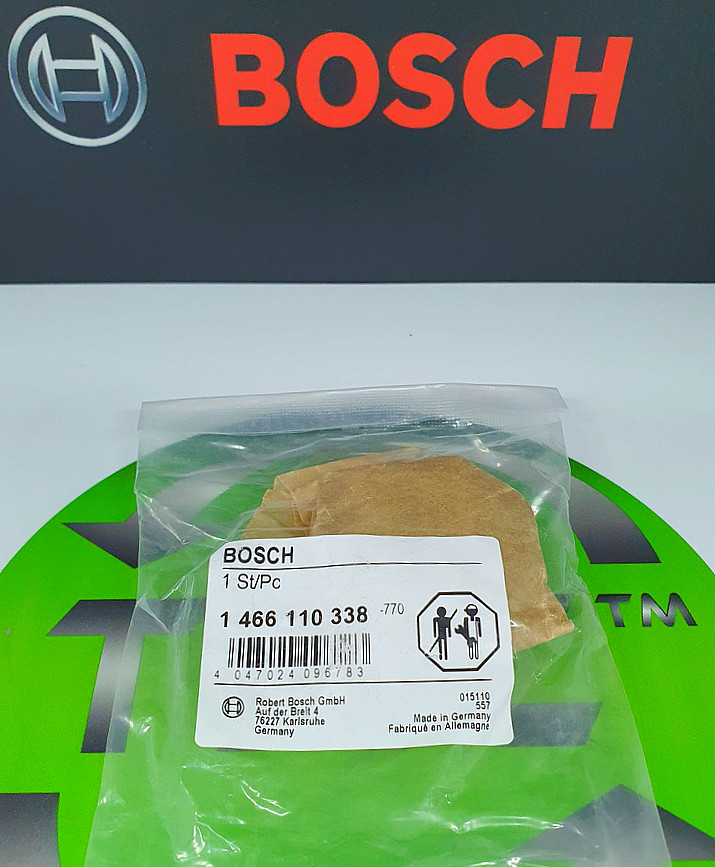 BOSCH
BOSCH
1 St/Pc
1 466 110 338 -770
4 047024 096783
Robert Bosch GmbH
Auf der Breit 4
76227 Karlsruhe
Germany
015110
557
Made in Germany
Fabriqué en Allemagne
TM